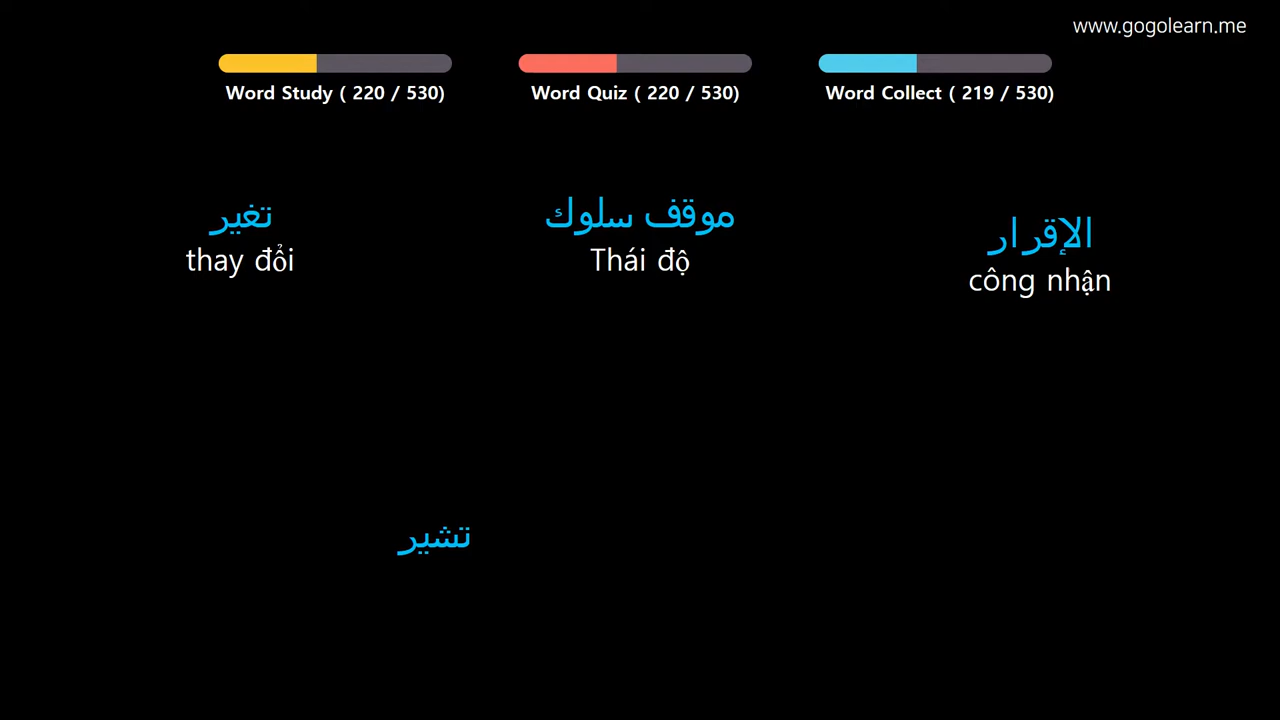 www.gogolearn.me
Word Study ( 220 / 530)
Word Quiz ( 220 / 530)
Word Collect ( 219 / 530)
تغير
thay đổi
موقف سلوك
Thái độ
الإقرار
công nhận
تشير